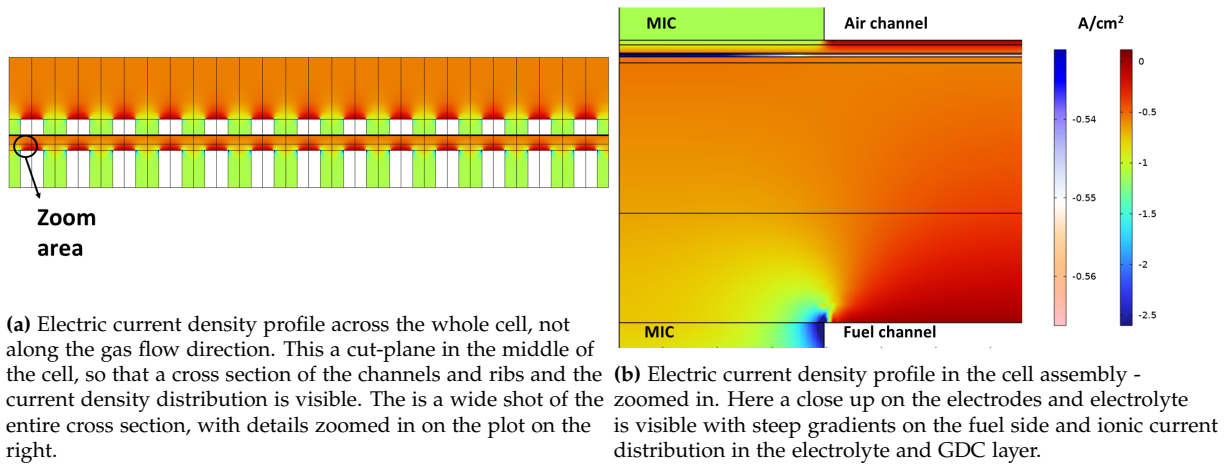 Zoom
area
MIC
Air channel
A/cm²
-0.54
-0.55
-0.56
0
-0.5
-1
-1.5
-2
-2.5
MIC
Fuel channel
(a) Electric current density profile across the whole cell, not
along the gas flow direction. This a cut-plane in the middle of
the cell, so that a cross section of the channels and ribs and the
current density distribution is visible. The is a wide shot of the
entire cross section, with details zoomed in on the plot on the
right.
(b) Electric current density profile in the cell assembly -
zoomed in. Here a close up on the electrodes and electrolyte
is visible with steep gradients on the fuel side and ionic current
distribution in the electrolyte and GDC layer.